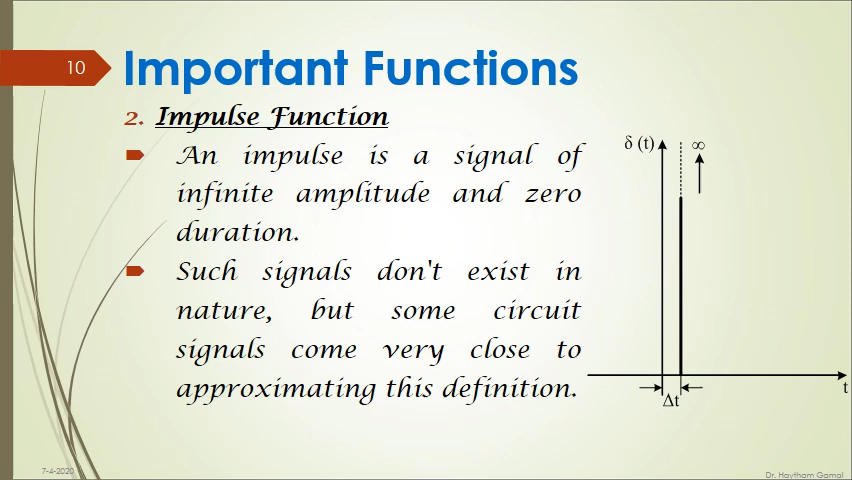 10
Important Functions
2. Impulse Function
An impulse is a signal of
infinite amplitude and zero
duration.
Such signals don't exist in
nature, but some circuit
signals come very close to
approximating this definition.
δ (t)
∞
t
Δt
7-4-2020
Dr. Haytham Gamal